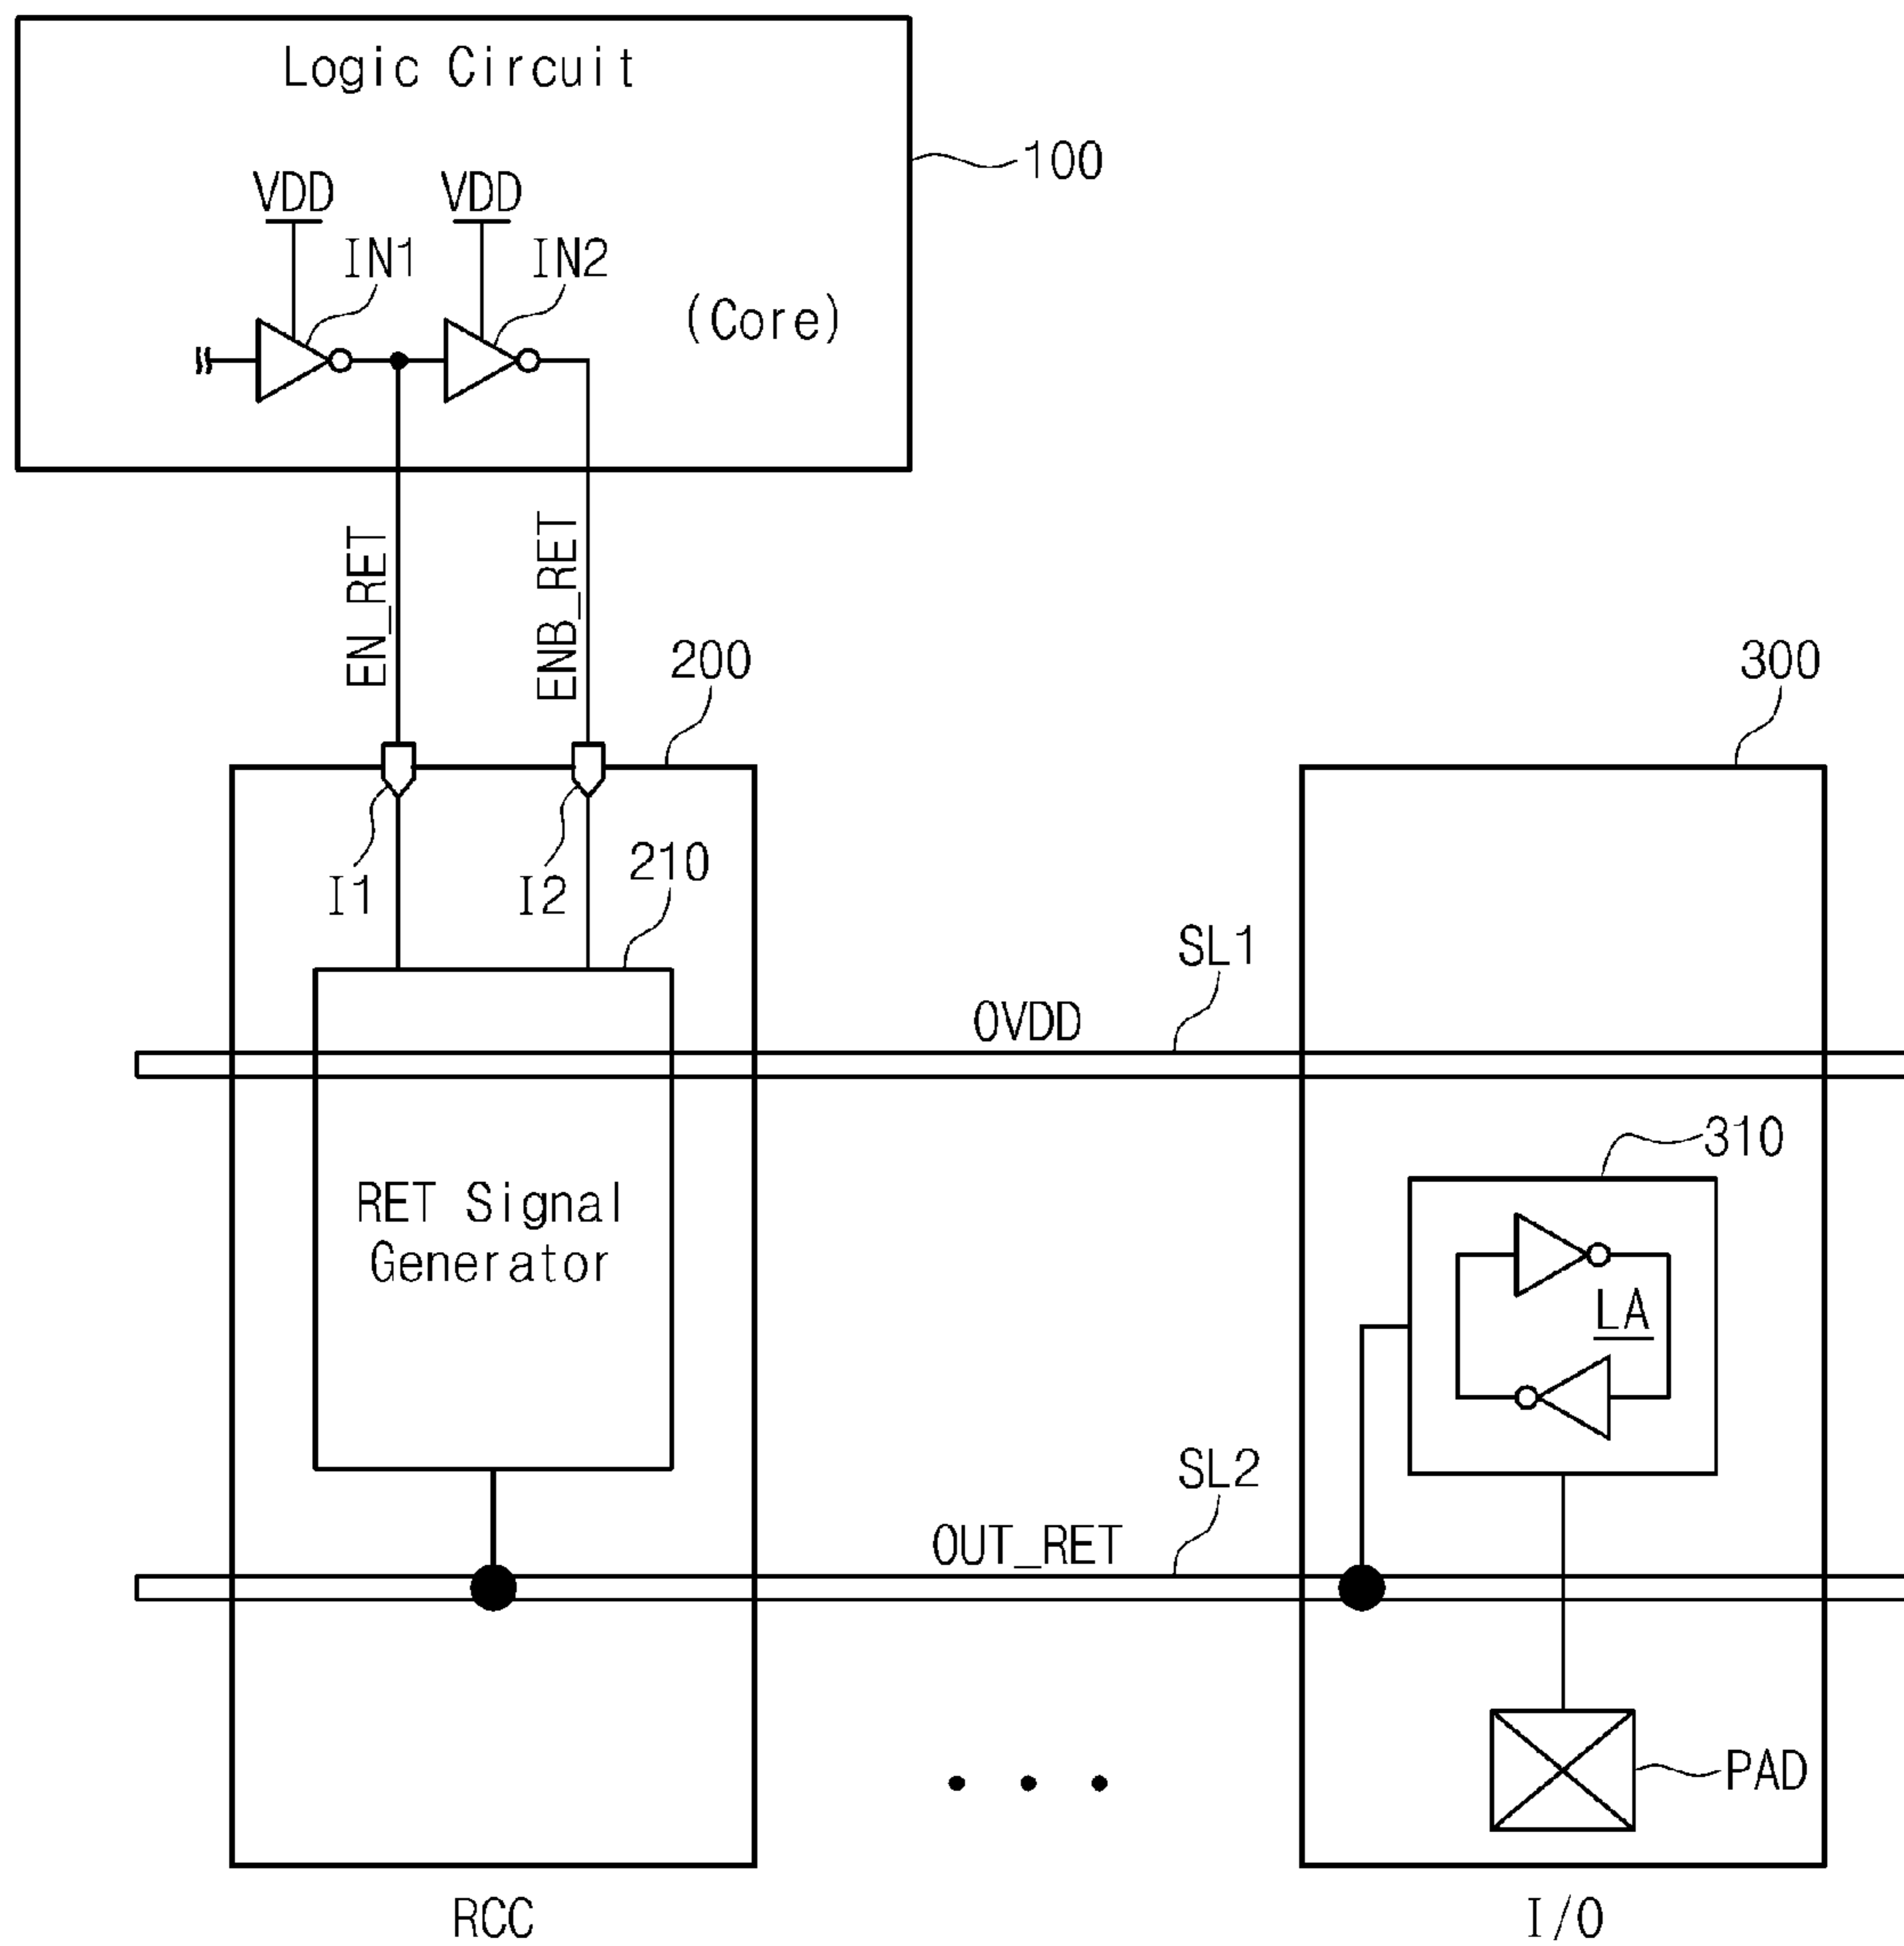 Logic Circuit
100
VDD
VDD
IN1
IN2
(Core)
EN_RET
ENB_RET
200
300
I1
I2
210
SL1
OVDD
310
RET Signal
Generator
LA
SL2
OUT_RET
PAD
RCC
I/O